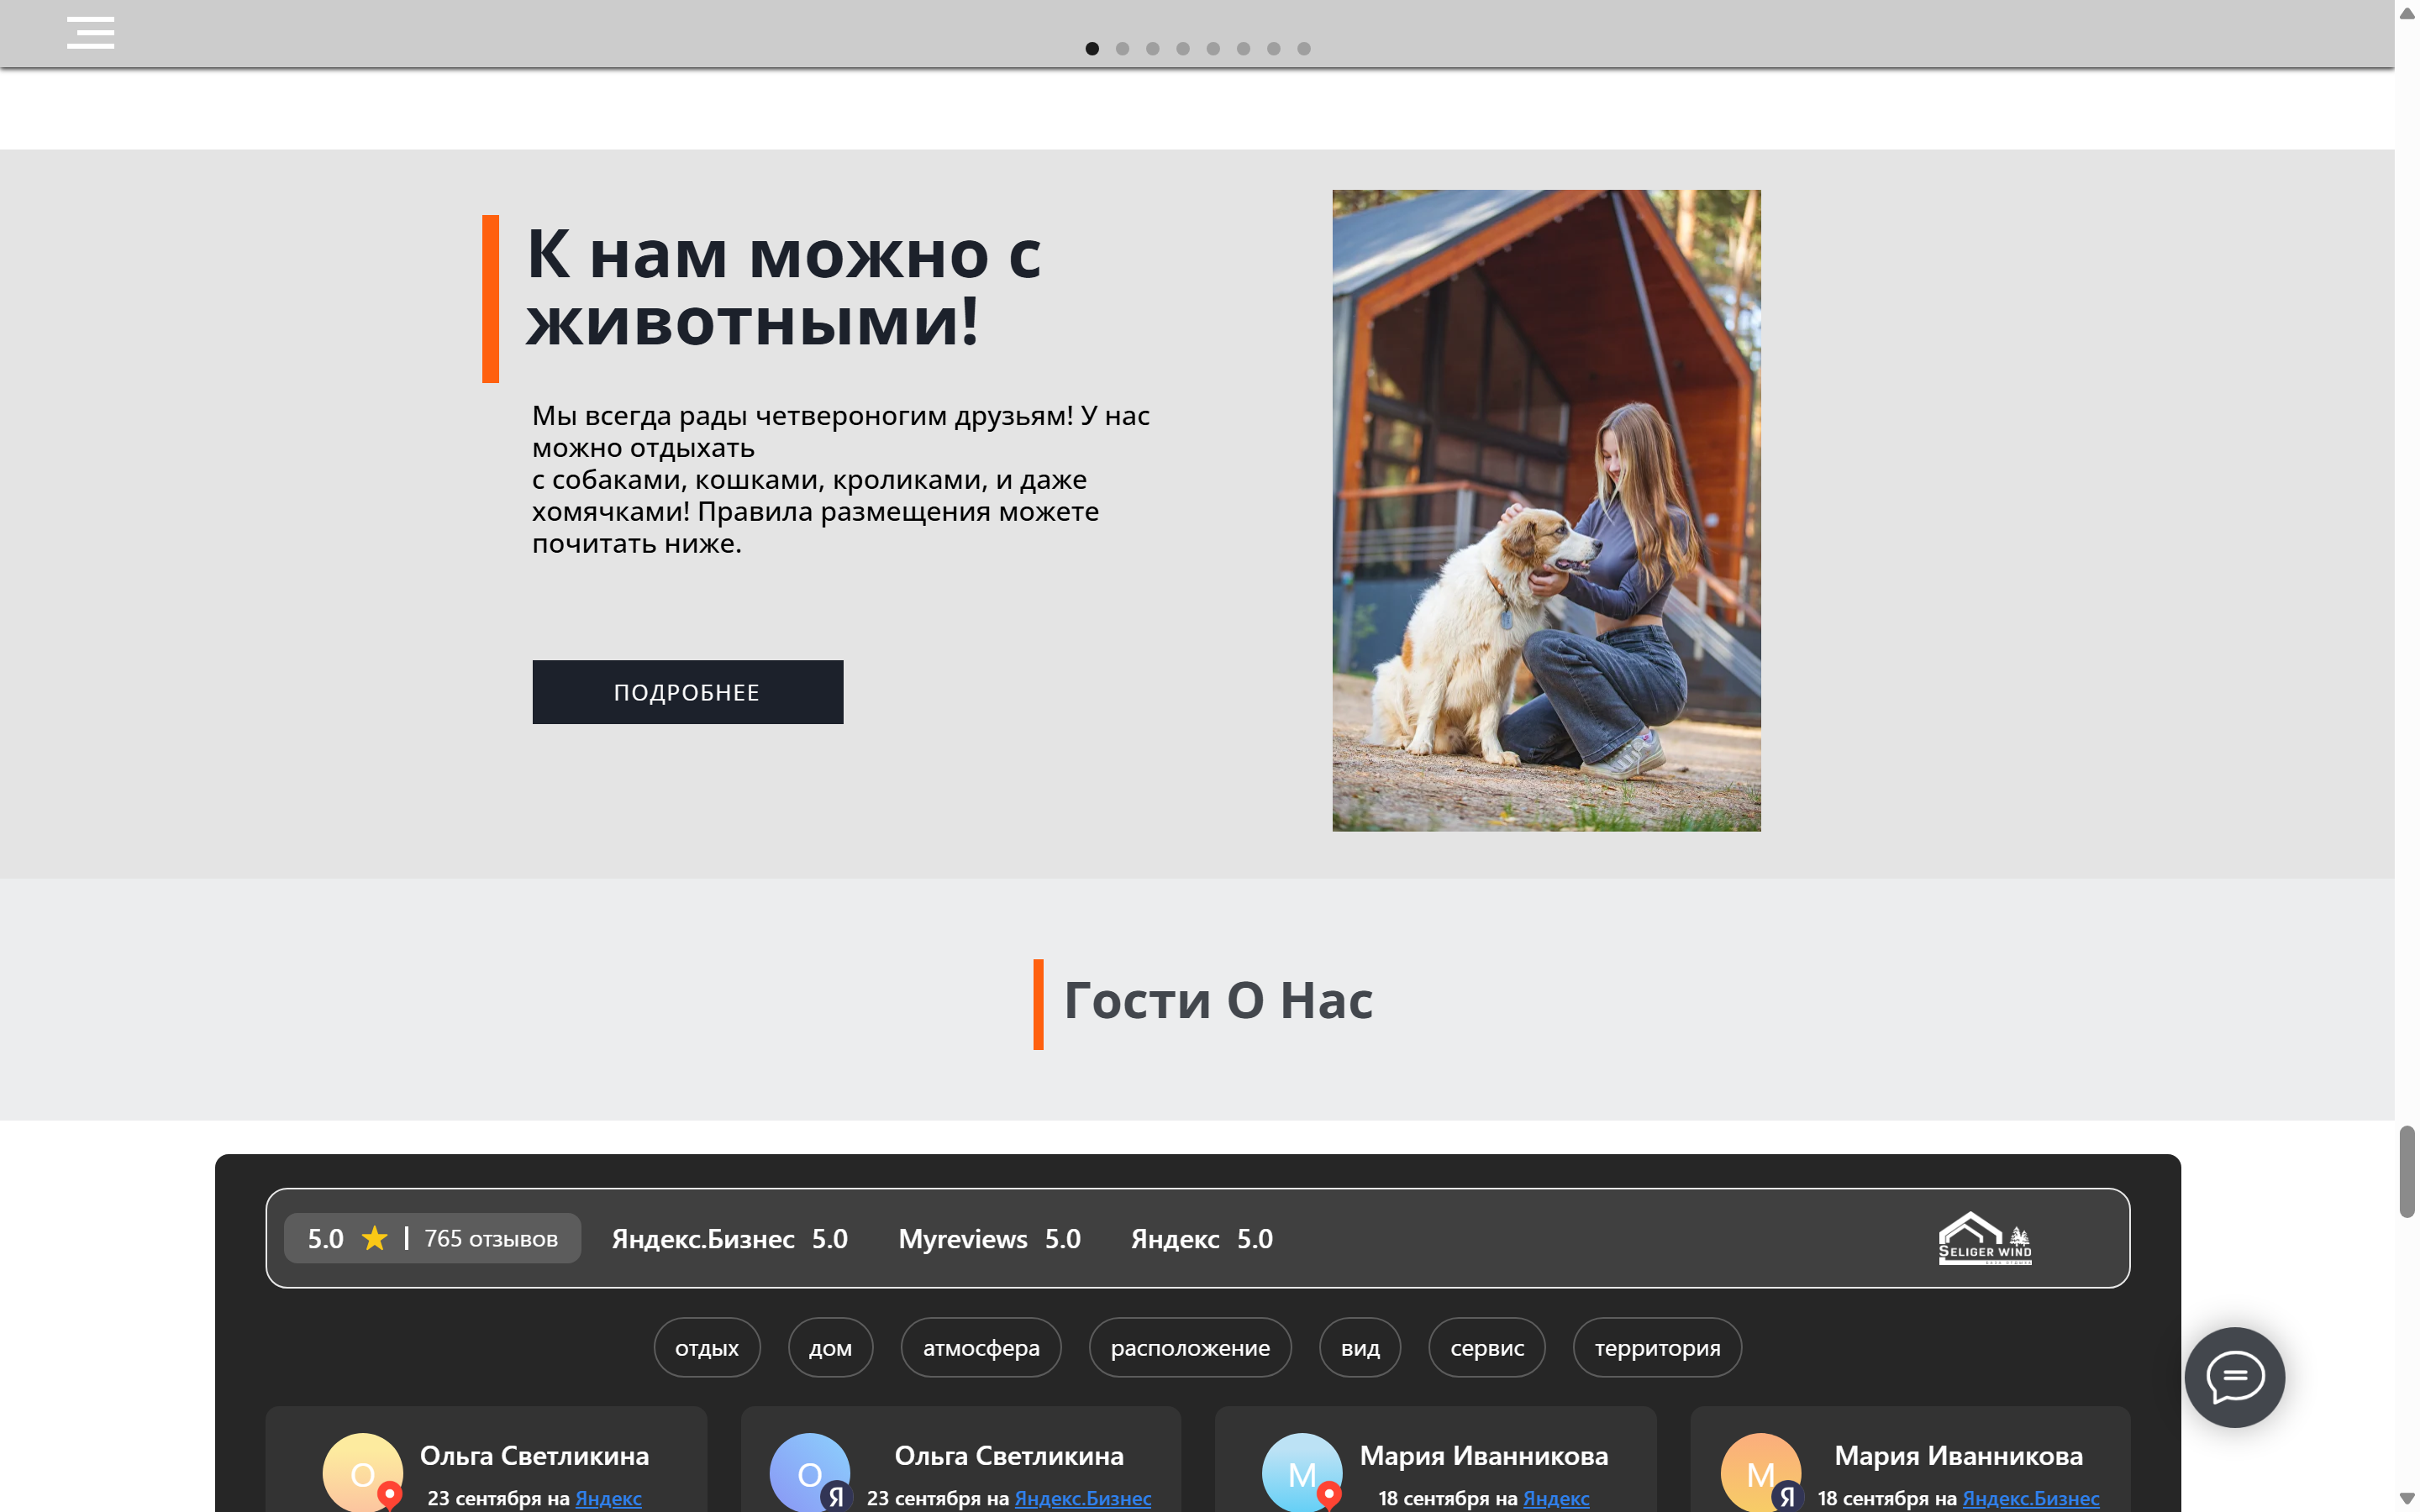 К нам можно с
животными!
Мы всегда рады четвероногим друзьям! У нас
можно отдыхать
с собаками, кошками, кроликами, и даже
хомячками! Правила размещения можете
почитать ниже.
ПОДРОБНЕЕ
Гости О Нас
5.0 | 765 отзывов Яндекс.Бизнес 5.0 Myreviews 5.0 Яндекс 5.0
SELIGER WIND
отдых дом атмосфера расположение вид сервис территория
О Ольга Светликина
23 сентября на Яндекс
О Я Ольга Светликина
23 сентября на Яндекс.Бизнес
М Мария Иванникова
18 сентября на Яндекс
М Я Мария Иванникова
18 сентября на Яндекс.Бизнес